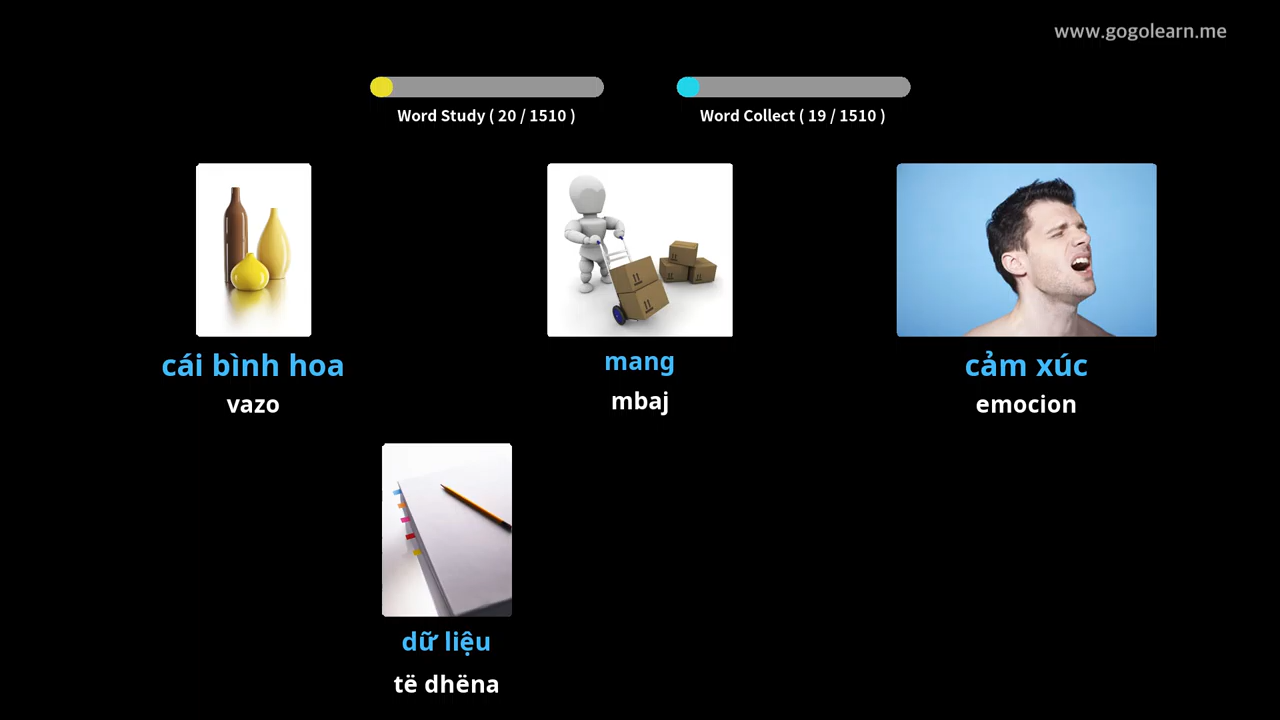 www.gogolearn.me
Word Study ( 20 / 1510 )
Word Collect ( 19 / 1510 )
cái bình hoa
vazo
mang
mbaj
cảm xúc
emocion
dữ liệu
të dhëna